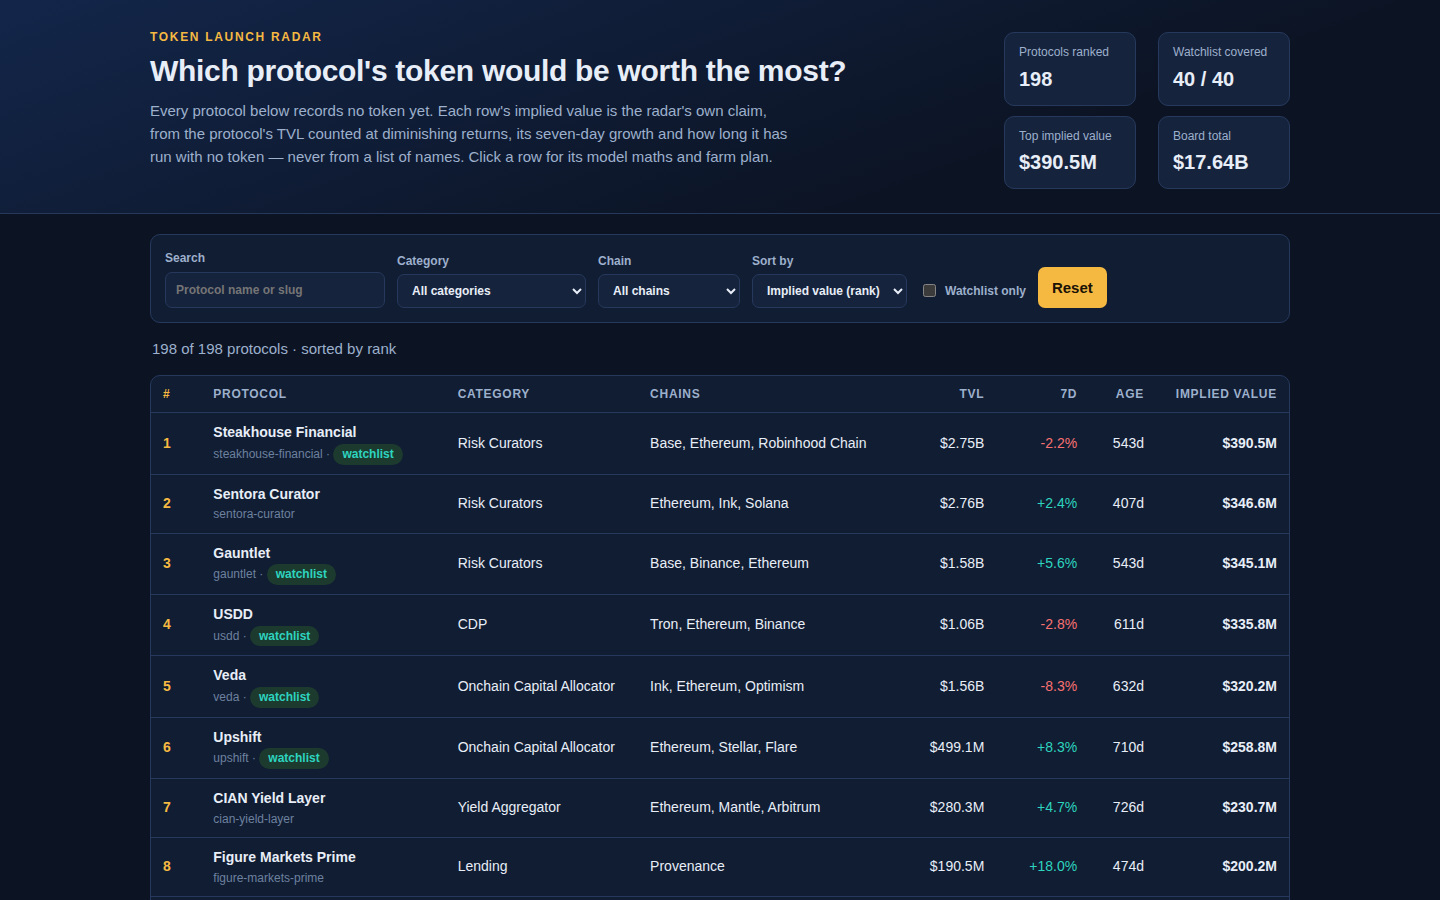 TOKEN LAUNCH RADAR
Which protocol's token would be worth the most?
Every protocol below records no token yet. Each row's implied value is the radar's own claim,
from the protocol's TVL counted at diminishing returns, its seven-day growth and how long it has
run with no token — never from a list of names. Click a row for its model maths and farm plan.
Protocols ranked
198
Watchlist covered
40 / 40
Top implied value
$390.5M
Board total
$17.64B
Search
Protocol name or slug
Category
All categories
Chain
All chains
Sort by
Implied value (rank)
Watchlist only
Reset
198 of 198 protocols · sorted by rank
# PROTOCOL CATEGORY CHAINS TVL 7D AGE IMPLIED VALUE
1 Steakhouse Financial Risk Curators Base, Ethereum, Robinhood Chain $2.75B -2.2% 543d $390.5M
steakhouse-financial · watchlist
2 Sentora Curator Risk Curators Ethereum, Ink, Solana $2.76B +2.4% 407d $346.6M
sentora-curator
3 Gauntlet Risk Curators Base, Binance, Ethereum $1.58B +5.6% 543d $345.1M
gauntlet · watchlist
4 USDD CDP Tron, Ethereum, Binance $1.06B -2.8% 611d $335.8M
usdd · watchlist
5 Veda Onchain Capital Allocator Ink, Ethereum, Optimism $1.56B -8.3% 632d $320.2M
veda · watchlist
6 Upshift Onchain Capital Allocator Ethereum, Stellar, Flare $499.1M +8.3% 710d $258.8M
upshift · watchlist
7 CIAN Yield Layer Yield Aggregator Ethereum, Mantle, Arbitrum $280.3M +4.7% 726d $230.7M
cian-yield-layer
8 Figure Markets Prime Lending Provenance $190.5M +18.0% 474d $200.2M
figure-markets-prime